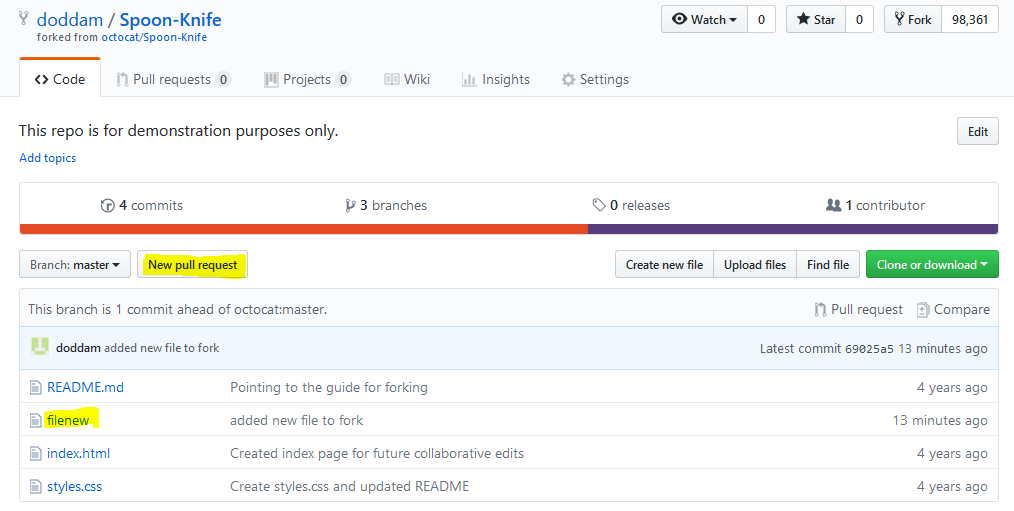 doddam / Spoon-Knife Watch 0 Star 0 Fork 98,361
forked from octocat/Spoon-Knife
Code Pull requests 0 Projects 0 Wiki Insights Settings
This repo is for demonstration purposes only. Edit
Add topics
4 commits 3 branches 0 releases 1 contributor
Branch: master New pull request Create new file Upload files Find file Clone or download
This branch is 1 commit ahead of octocat:master. Pull request Compare
doddam added new file to fork Latest commit 69025a5 13 minutes ago
README.md Pointing to the guide for forking 4 years ago
filenew added new file to fork 13 minutes ago
index.html Created index page for future collaborative edits 4 years ago
styles.css Create styles.css and updated README 4 years ago